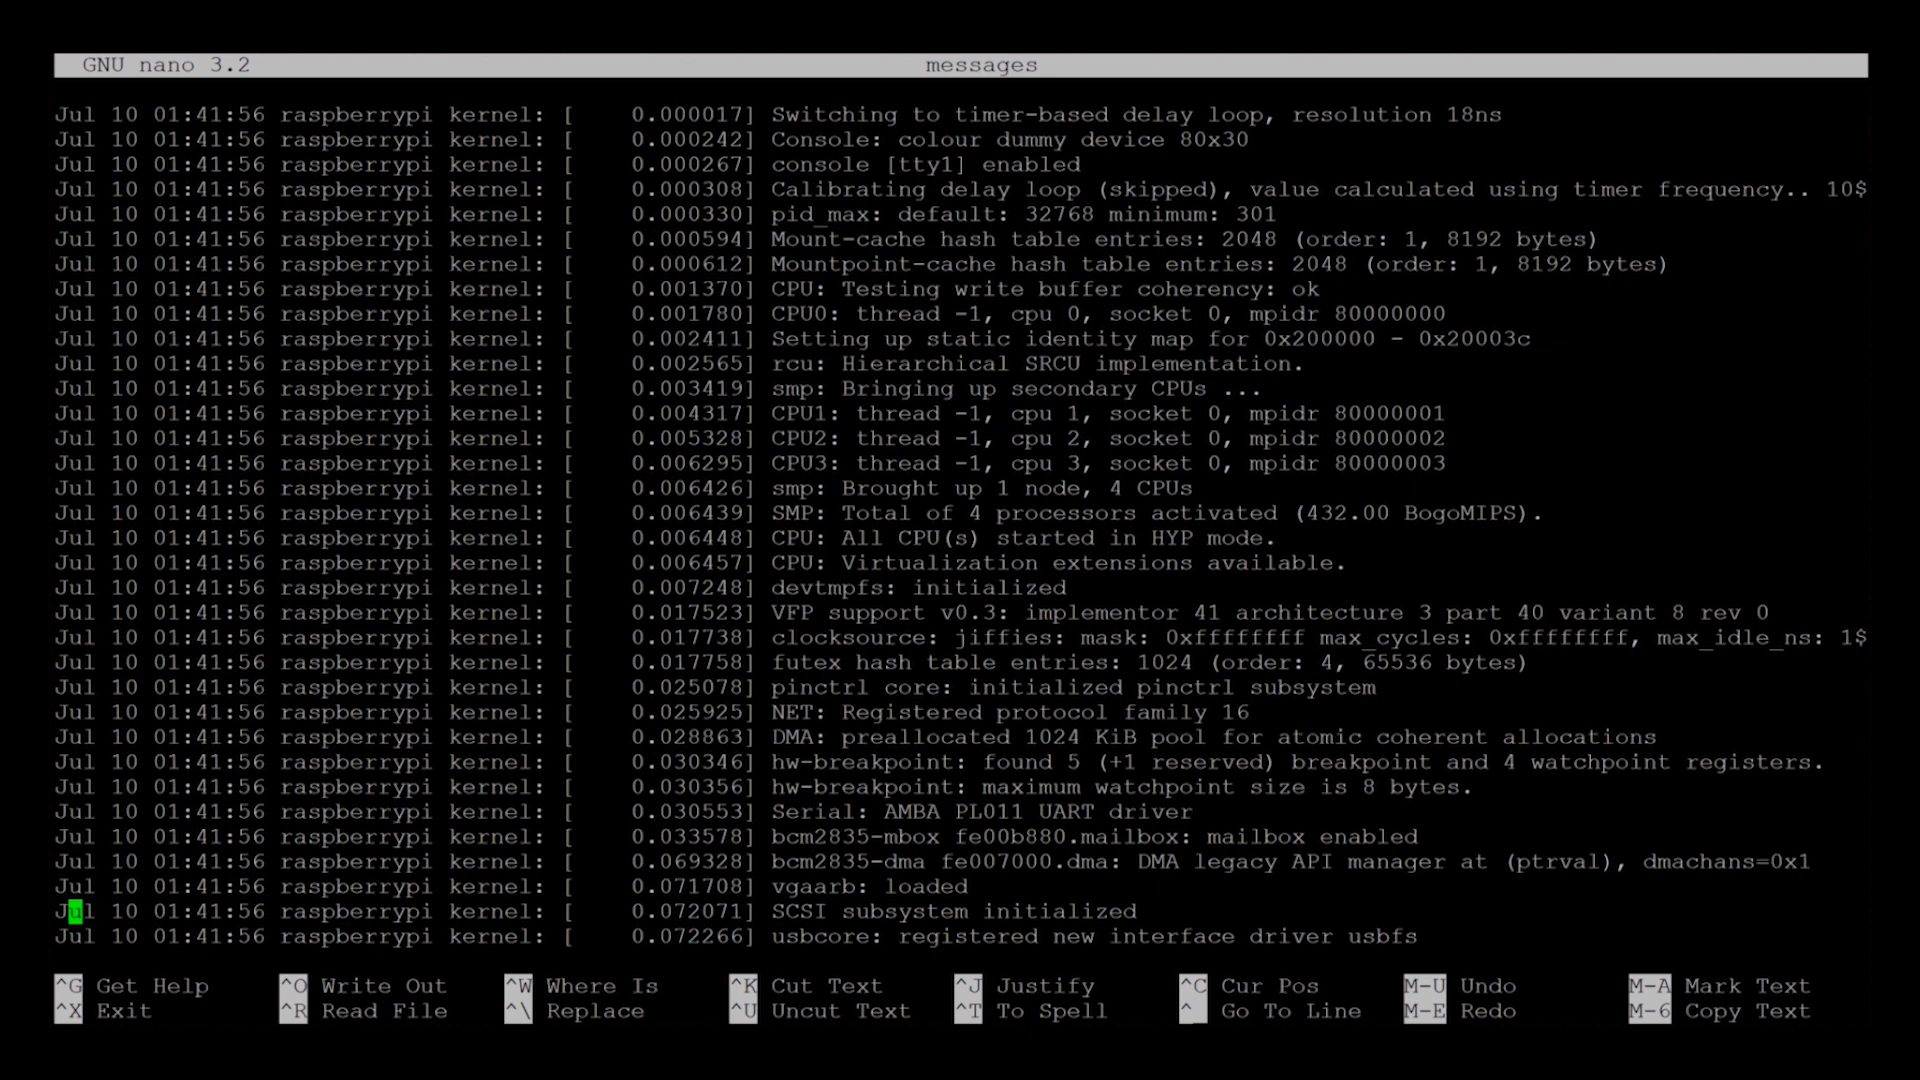 GNU nano 3.2 messages
Jul 10 01:41:56 raspberrypi kernel: [    0.000017] Switching to timer-based delay loop, resolution 18ns
Jul 10 01:41:56 raspberrypi kernel: [    0.000242] Console: colour dummy device 80x30
Jul 10 01:41:56 raspberrypi kernel: [    0.000267] console [tty1] enabled
Jul 10 01:41:56 raspberrypi kernel: [    0.000308] Calibrating delay loop (skipped), value calculated using timer frequency.. 10$
Jul 10 01:41:56 raspberrypi kernel: [    0.000330] pid_max: default: 32768 minimum: 301
Jul 10 01:41:56 raspberrypi kernel: [    0.000594] Mount-cache hash table entries: 2048 (order: 1, 8192 bytes)
Jul 10 01:41:56 raspberrypi kernel: [    0.000612] Mountpoint-cache hash table entries: 2048 (order: 1, 8192 bytes)
Jul 10 01:41:56 raspberrypi kernel: [    0.001370] CPU: Testing write buffer coherency: ok
Jul 10 01:41:56 raspberrypi kernel: [    0.001780] CPU0: thread -1, cpu 0, socket 0, mpidr 80000000
Jul 10 01:41:56 raspberrypi kernel: [    0.002411] Setting up static identity map for 0x200000 - 0x20003c
Jul 10 01:41:56 raspberrypi kernel: [    0.002565] rcu: Hierarchical SRCU implementation.
Jul 10 01:41:56 raspberrypi kernel: [    0.003419] smp: Bringing up secondary CPUs ...
Jul 10 01:41:56 raspberrypi kernel: [    0.004317] CPU1: thread -1, cpu 1, socket 0, mpidr 80000001
Jul 10 01:41:56 raspberrypi kernel: [    0.005328] CPU2: thread -1, cpu 2, socket 0, mpidr 80000002
Jul 10 01:41:56 raspberrypi kernel: [    0.006295] CPU3: thread -1, cpu 3, socket 0, mpidr 80000003
Jul 10 01:41:56 raspberrypi kernel: [    0.006426] smp: Brought up 1 node, 4 CPUs
Jul 10 01:41:56 raspberrypi kernel: [    0.006439] SMP: Total of 4 processors activated (432.00 BogoMIPS).
Jul 10 01:41:56 raspberrypi kernel: [    0.006448] CPU: All CPU(s) started in HYP mode.
Jul 10 01:41:56 raspberrypi kernel: [    0.006457] CPU: Virtualization extensions available.
Jul 10 01:41:56 raspberrypi kernel: [    0.007248] devtmpfs: initialized
Jul 10 01:41:56 raspberrypi kernel: [    0.017523] VFP support v0.3: implementor 41 architecture 3 part 40 variant 8 rev 0
Jul 10 01:41:56 raspberrypi kernel: [    0.017738] clocksource: jiffies: mask: 0xffffffff max_cycles: 0xffffffff, max_idle_ns: 1$
Jul 10 01:41:56 raspberrypi kernel: [    0.017758] futex hash table entries: 1024 (order: 4, 65536 bytes)
Jul 10 01:41:56 raspberrypi kernel: [    0.025078] pinctrl core: initialized pinctrl subsystem
Jul 10 01:41:56 raspberrypi kernel: [    0.025925] NET: Registered protocol family 16
Jul 10 01:41:56 raspberrypi kernel: [    0.028863] DMA: preallocated 1024 KiB pool for atomic coherent allocations
Jul 10 01:41:56 raspberrypi kernel: [    0.030346] hw-breakpoint: found 5 (+1 reserved) breakpoint and 4 watchpoint registers.
Jul 10 01:41:56 raspberrypi kernel: [    0.030356] hw-breakpoint: maximum watchpoint size is 8 bytes.
Jul 10 01:41:56 raspberrypi kernel: [    0.030553] Serial: AMBA PL011 UART driver
Jul 10 01:41:56 raspberrypi kernel: [    0.033578] bcm2835-mbox fe00b880.mailbox: mailbox enabled
Jul 10 01:41:56 raspberrypi kernel: [    0.069328] bcm2835-dma fe007000.dma: DMA legacy API manager at (ptrval), dmachans=0x1
Jul 10 01:41:56 raspberrypi kernel: [    0.071708] vgaarb: loaded
Jul 10 01:41:56 raspberrypi kernel: [    0.072071] SCSI subsystem initialized
Jul 10 01:41:56 raspberrypi kernel: [    0.072266] usbcore: registered new interface driver usbfs
^G Get Help ^O Write Out ^W Where Is ^K Cut Text ^J Justify ^C Cur Pos M-U Undo M-A Mark Text
^X Exit ^R Read File ^\ Replace ^U Uncut Text ^T To Spell ^_ Go To Line M-E Redo M-6 Copy Text